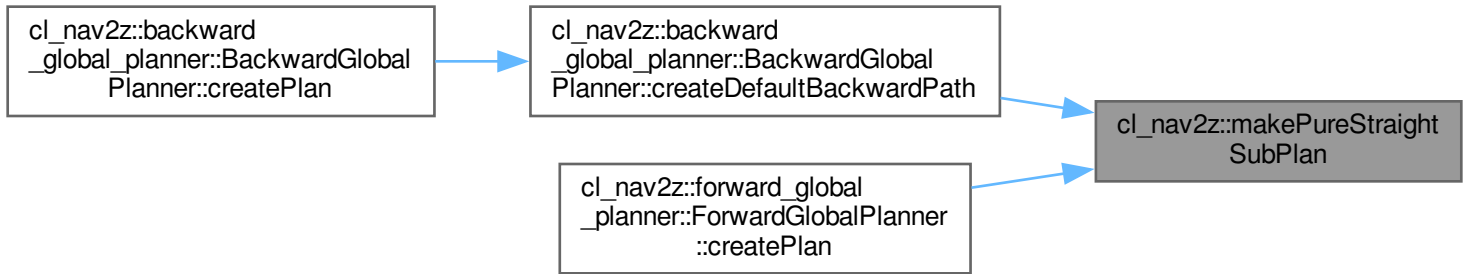 cl_nav2z::backward
_global_planner::BackwardGlobal
Planner::createPlan
cl_nav2z::backward
_global_planner::BackwardGlobal
Planner::createDefaultBackwardPath
cl_nav2z::makePureStraight
SubPlan
cl_nav2z::forward_global
_planner::ForwardGlobalPlanner
::createPlan